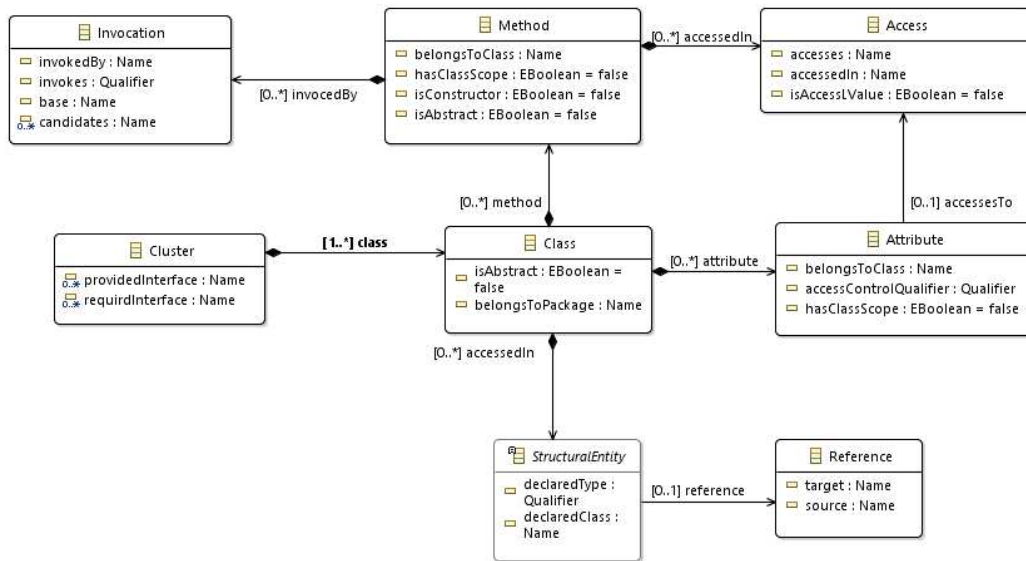 Invocation
invokedBy : Name
invokes : Qualifier
base : Name
candidates : Name
0..*
[0..*] invocedBy
Method
belongsToClass : Name
hasClassScope : EBoolean = false
isConstructor : EBoolean = false
isAbstract : EBoolean = false
[0..*] accessedIn
Access
accesses : Name
accessedIn : Name
isAccessLValue : EBoolean = false
[0..*] method
[0..1] accessesTo
Cluster
providedInterface : Name
0..*
requirdInterface : Name
0..*
[1..*] class
Class
isAbstract : EBoolean =
false
belongsToPackage : Name
[0..*] attribute
Attribute
belongsToClass : Name
accessControlQualifier : Qualifier
hasClassScope : EBoolean = false
[0..*] accessedIn
StructuralEntity
declaredType :
Qualifier
declaredClass :
Name
[0..1] reference
Reference
target : Name
source : Name